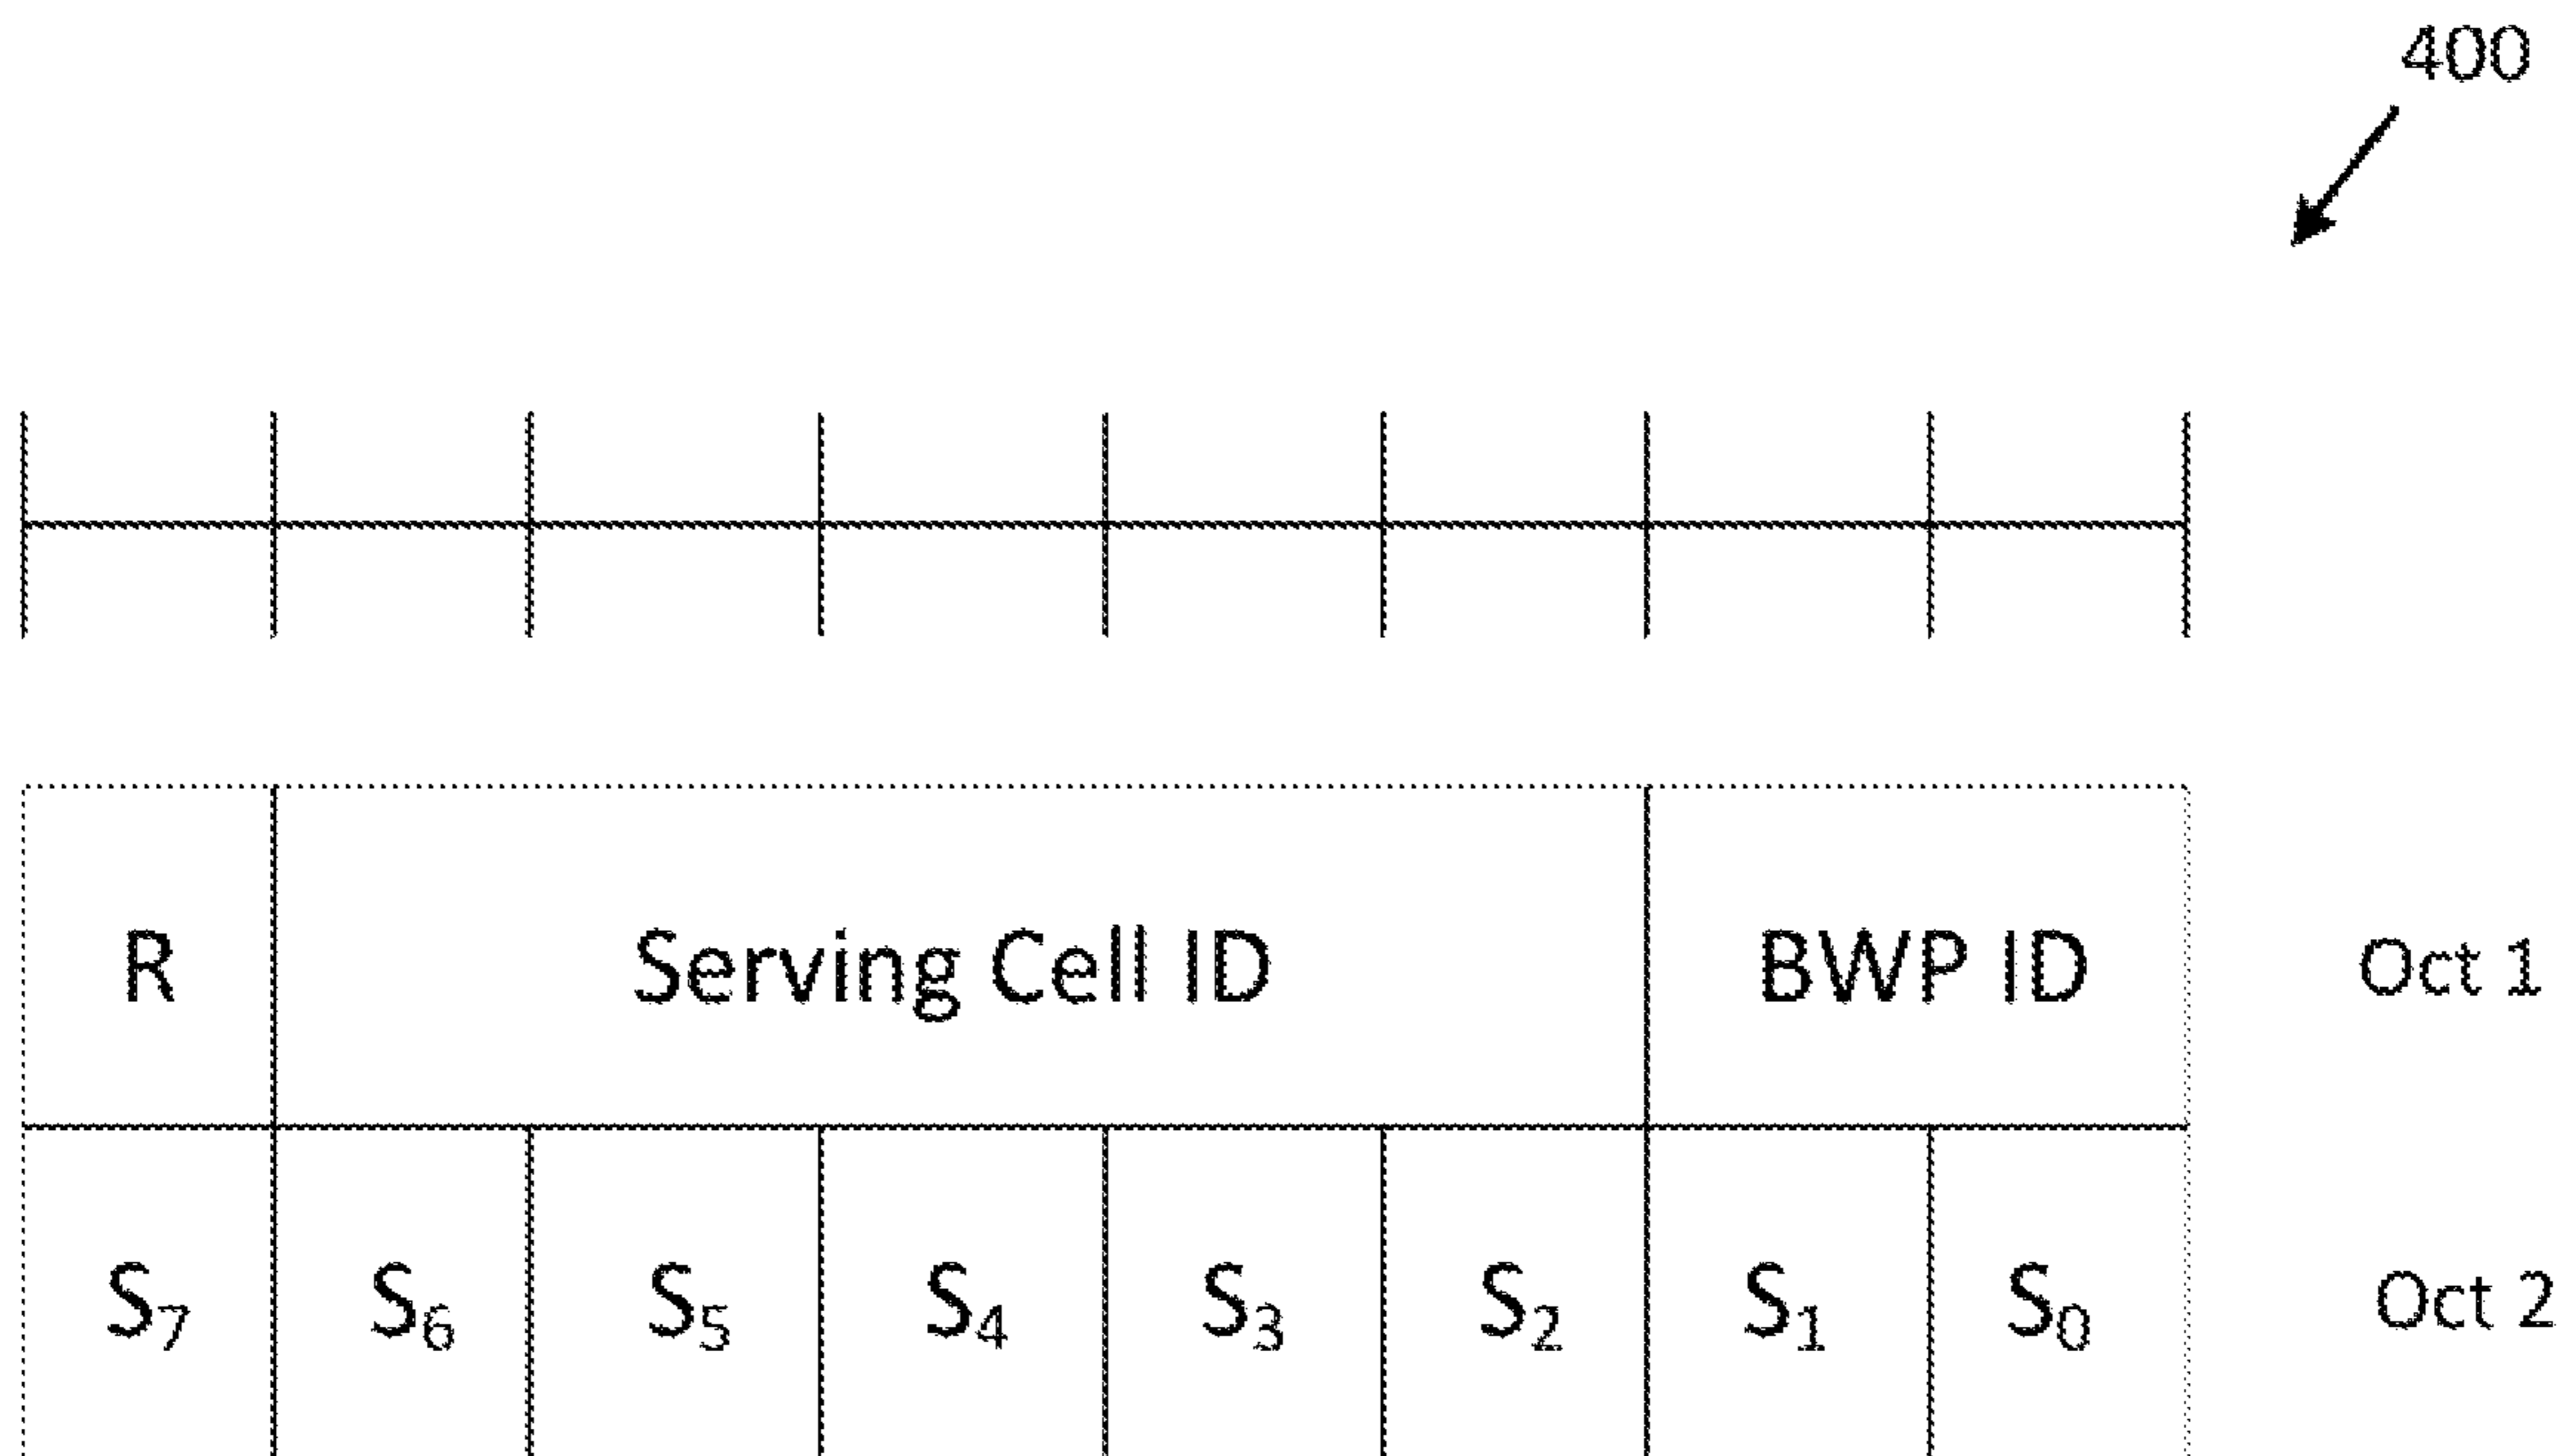 400
R Serving Cell ID BWP ID Oct 1
S7 S6 S5 S4 S3 S2 S1 S0 Oct 2